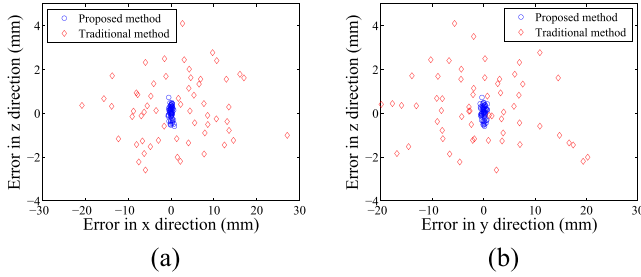 Proposed method
Traditional method
Error in z direction (mm)
4
2
0
−2
−4
−30
−20
−10
0
10
20
30
Error in x direction (mm)
(a)
Proposed method
Traditional method
Error in z direction (mm)
4
2
0
−2
−4
−20
−10
0
10
20
30
Error in y direction (mm)
(b)